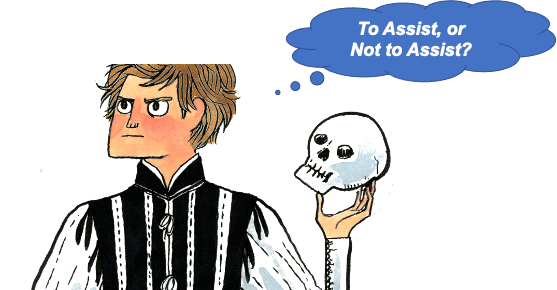 To Assist, or
Not to Assist?